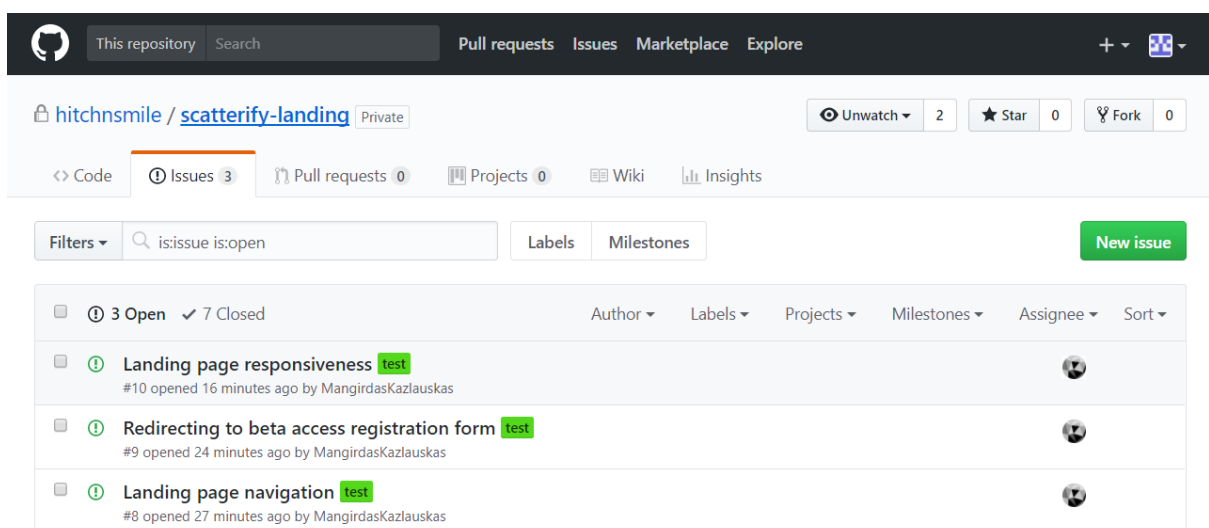 This repository Search Pull requests Issues Marketplace Explore
hitchnsmile / scatterify-landing Private Unwatch 2 Star 0 Fork 0
Code Issues 3 Pull requests 0 Projects 0 Wiki Insights
Filters is:issue is:open Labels Milestones New issue
3 Open 7 Closed Author Labels Projects Milestones Assignee Sort
Landing page responsiveness test
#10 opened 16 minutes ago by MangirdasKazlauskas
Redirecting to beta access registration form test
#9 opened 24 minutes ago by MangirdasKazlauskas
Landing page navigation test
#8 opened 27 minutes ago by MangirdasKazlauskas